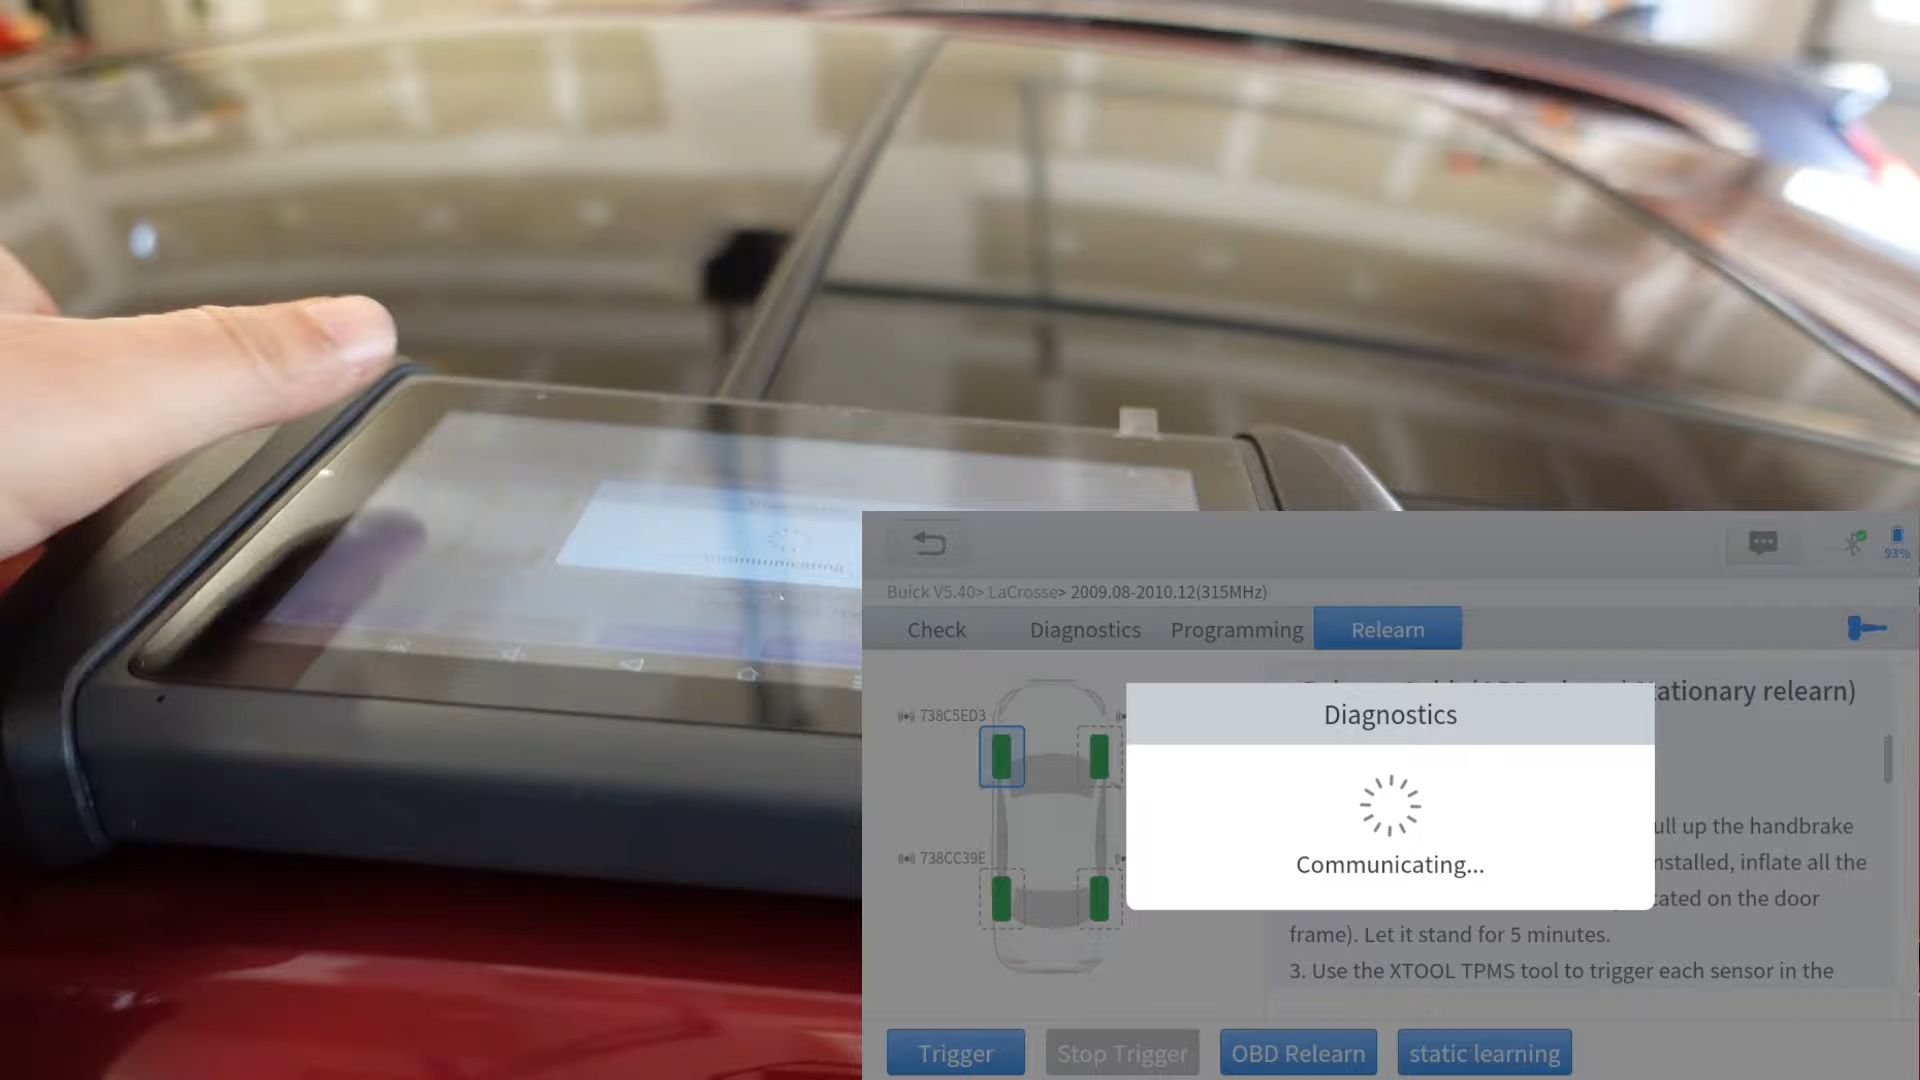 93%
Buick V5.40> LaCrosse> 2009.08-2010.12(315MHz)
Check Diagnostics Programming Relearn
tationary relearn)
738C5ED3
Diagnostics
Communicating...
ull up the handbrake
738CC39E
nstalled, inflate all the
cated on the door
frame). Let it stand for 5 minutes.
3. Use the XTOOL TPMS tool to trigger each sensor in the
Trigger Stop Trigger OBD Relearn static learning